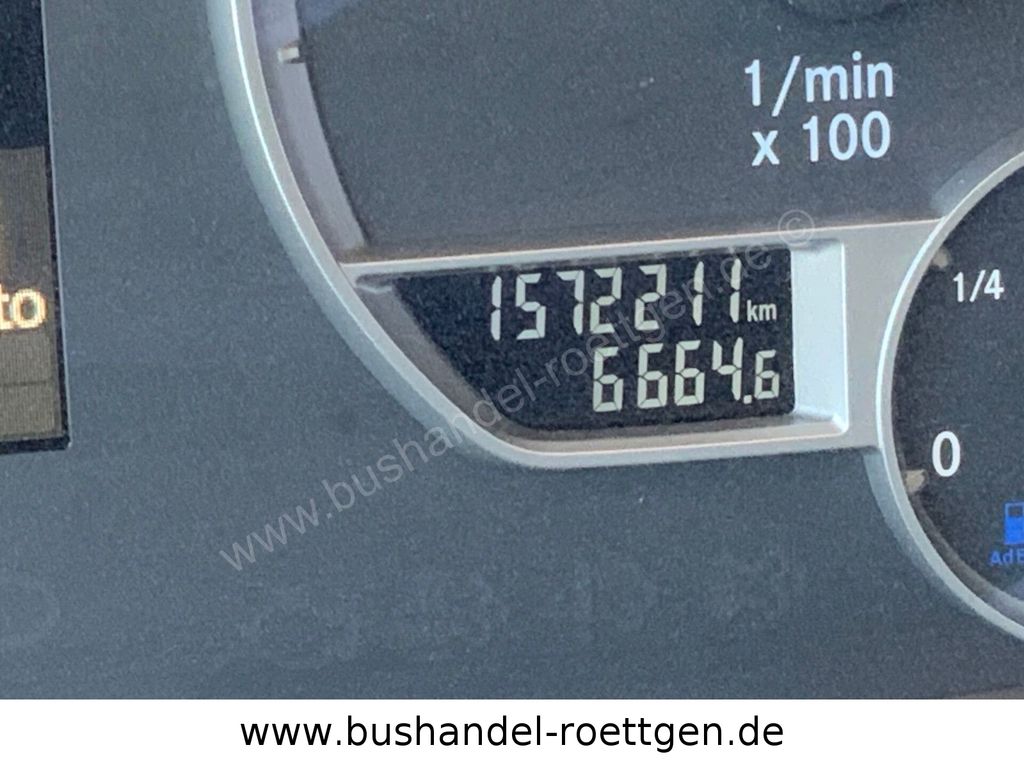 1/min
x 100
to
1572211 km
6664.6
1/4
0
www.bushandel-roettgen.de ©
www.bushandel-roettgen.de